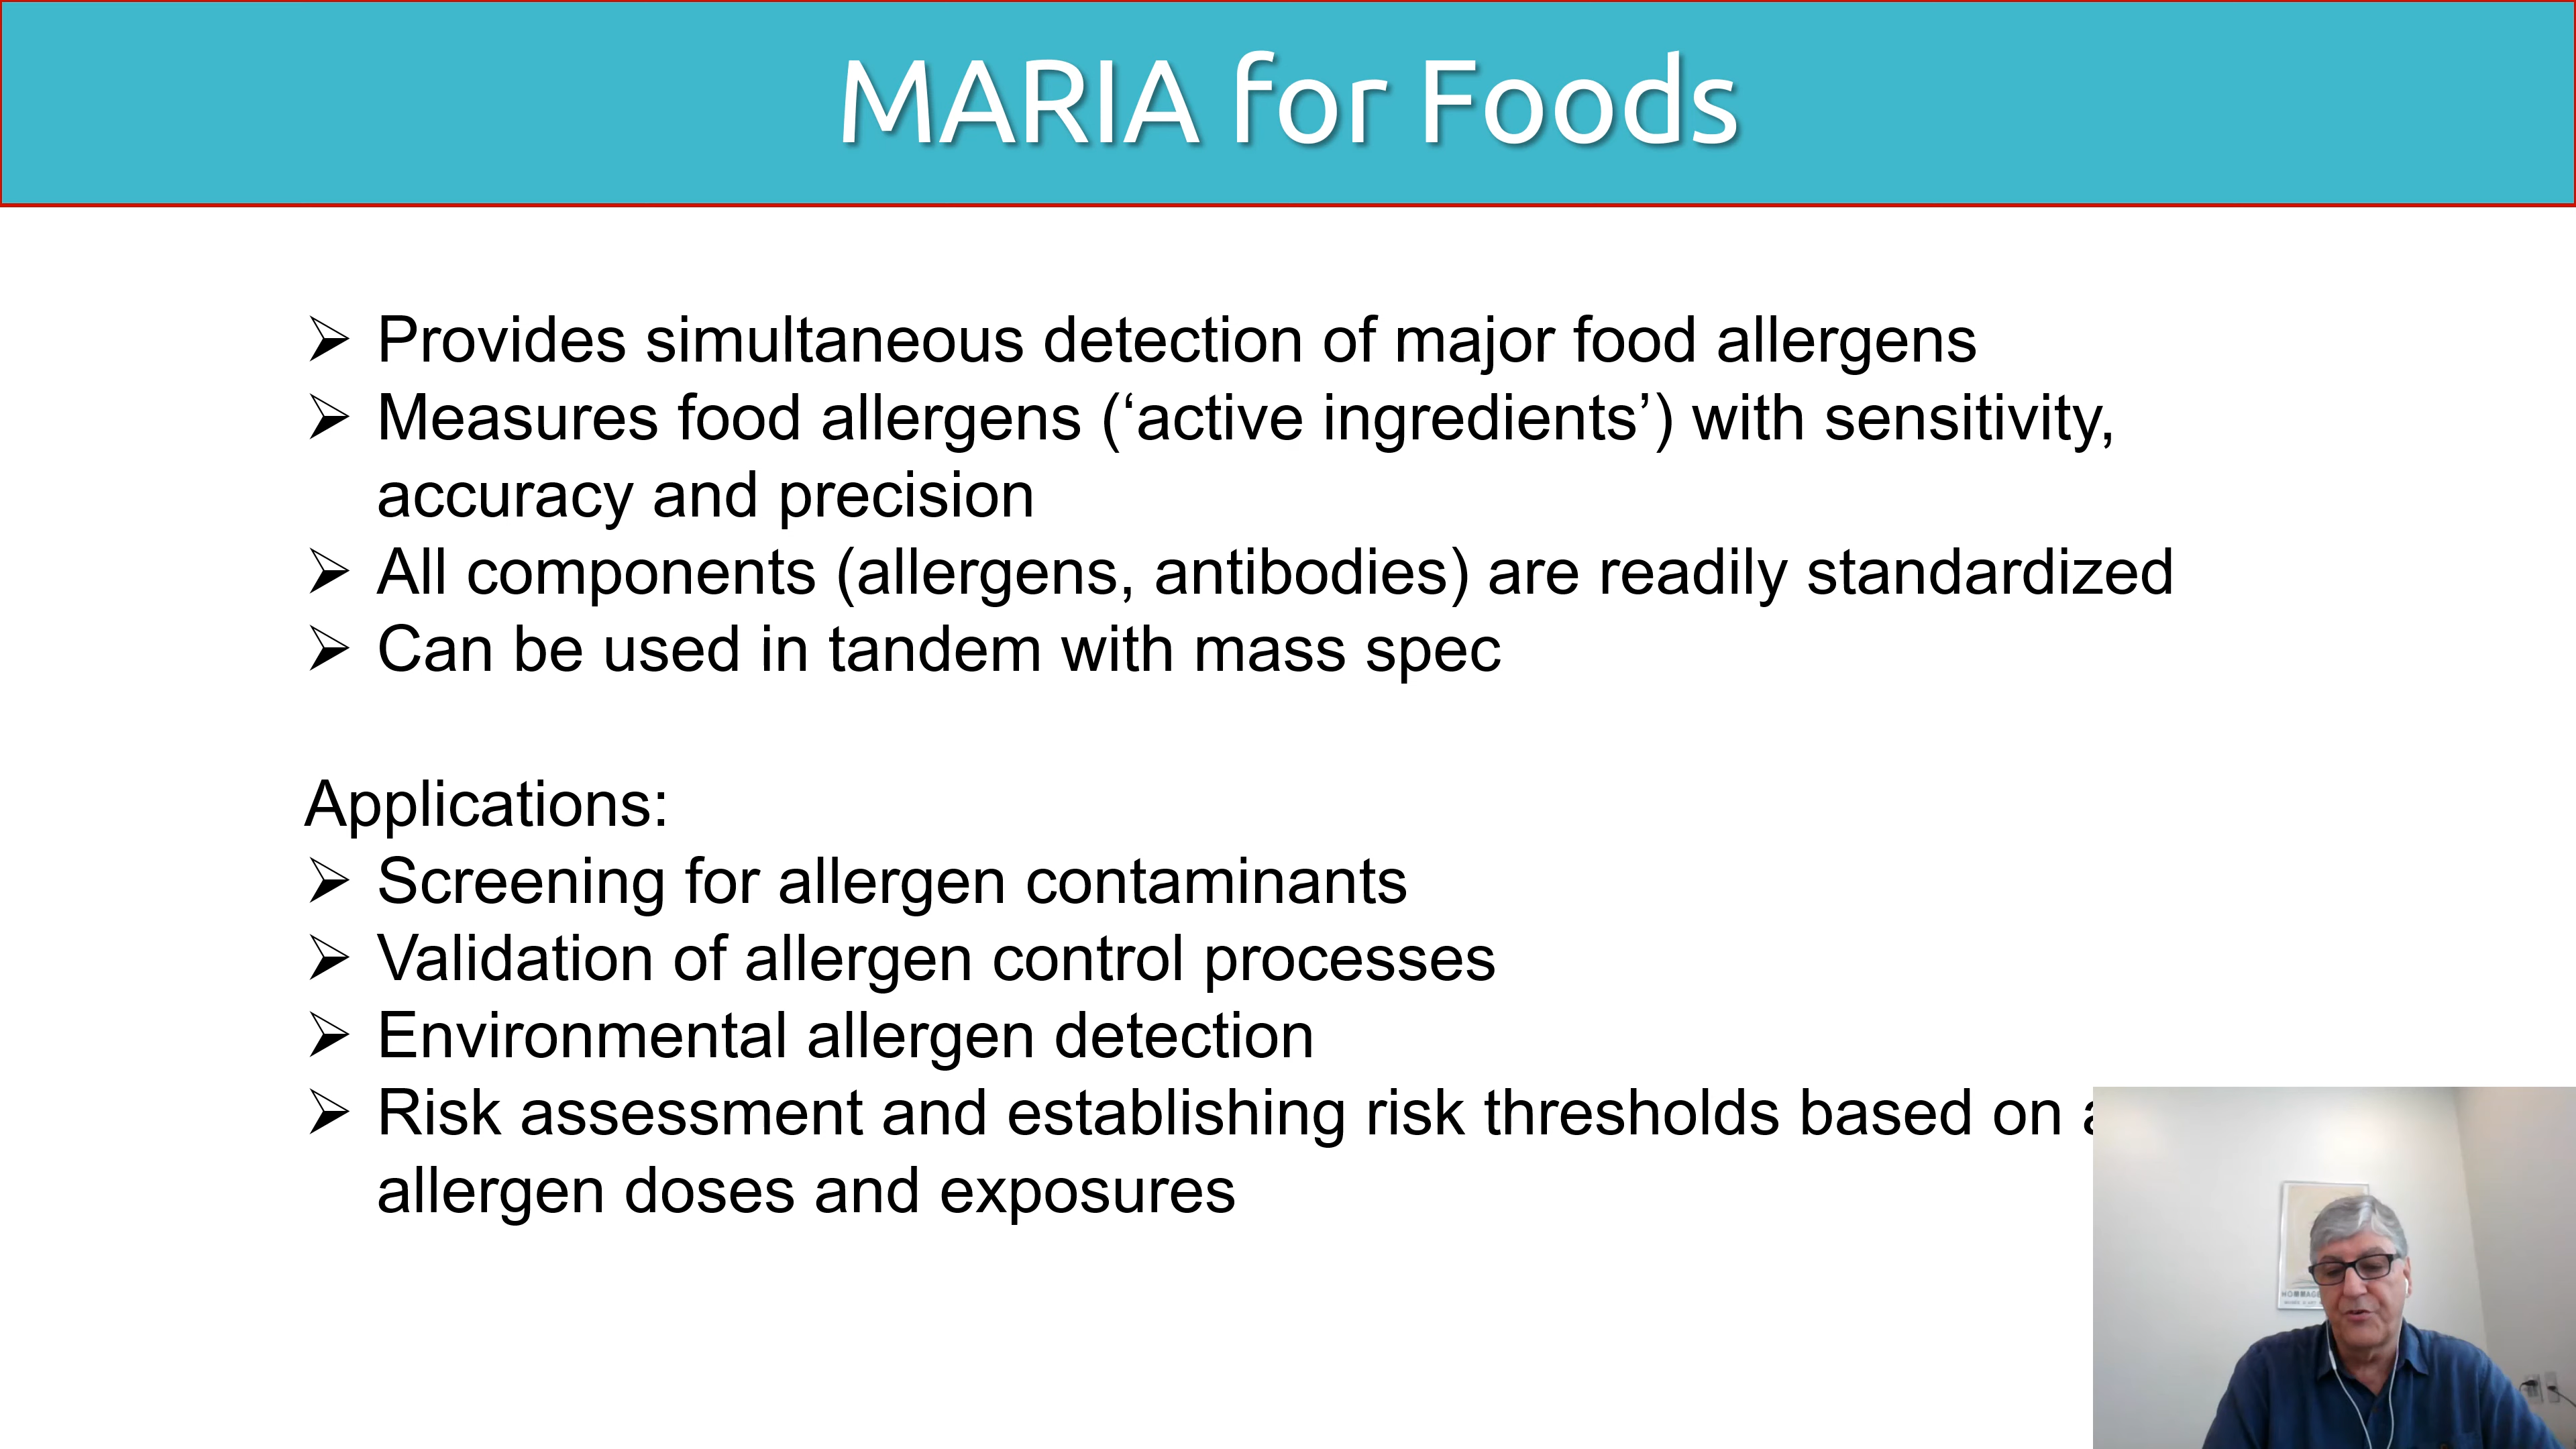 MARIA for Foods
➢ Provides simultaneous detection of major food allergens
➢ Measures food allergens (‘active ingredients’) with sensitivity,
accuracy and precision
➢ All components (allergens, antibodies) are readily standardized
➢ Can be used in tandem with mass spec
Applications:
➢ Screening for allergen contaminants
➢ Validation of allergen control processes
➢ Environmental allergen detection
➢ Risk assessment and establishing risk thresholds based on
allergen doses and exposures